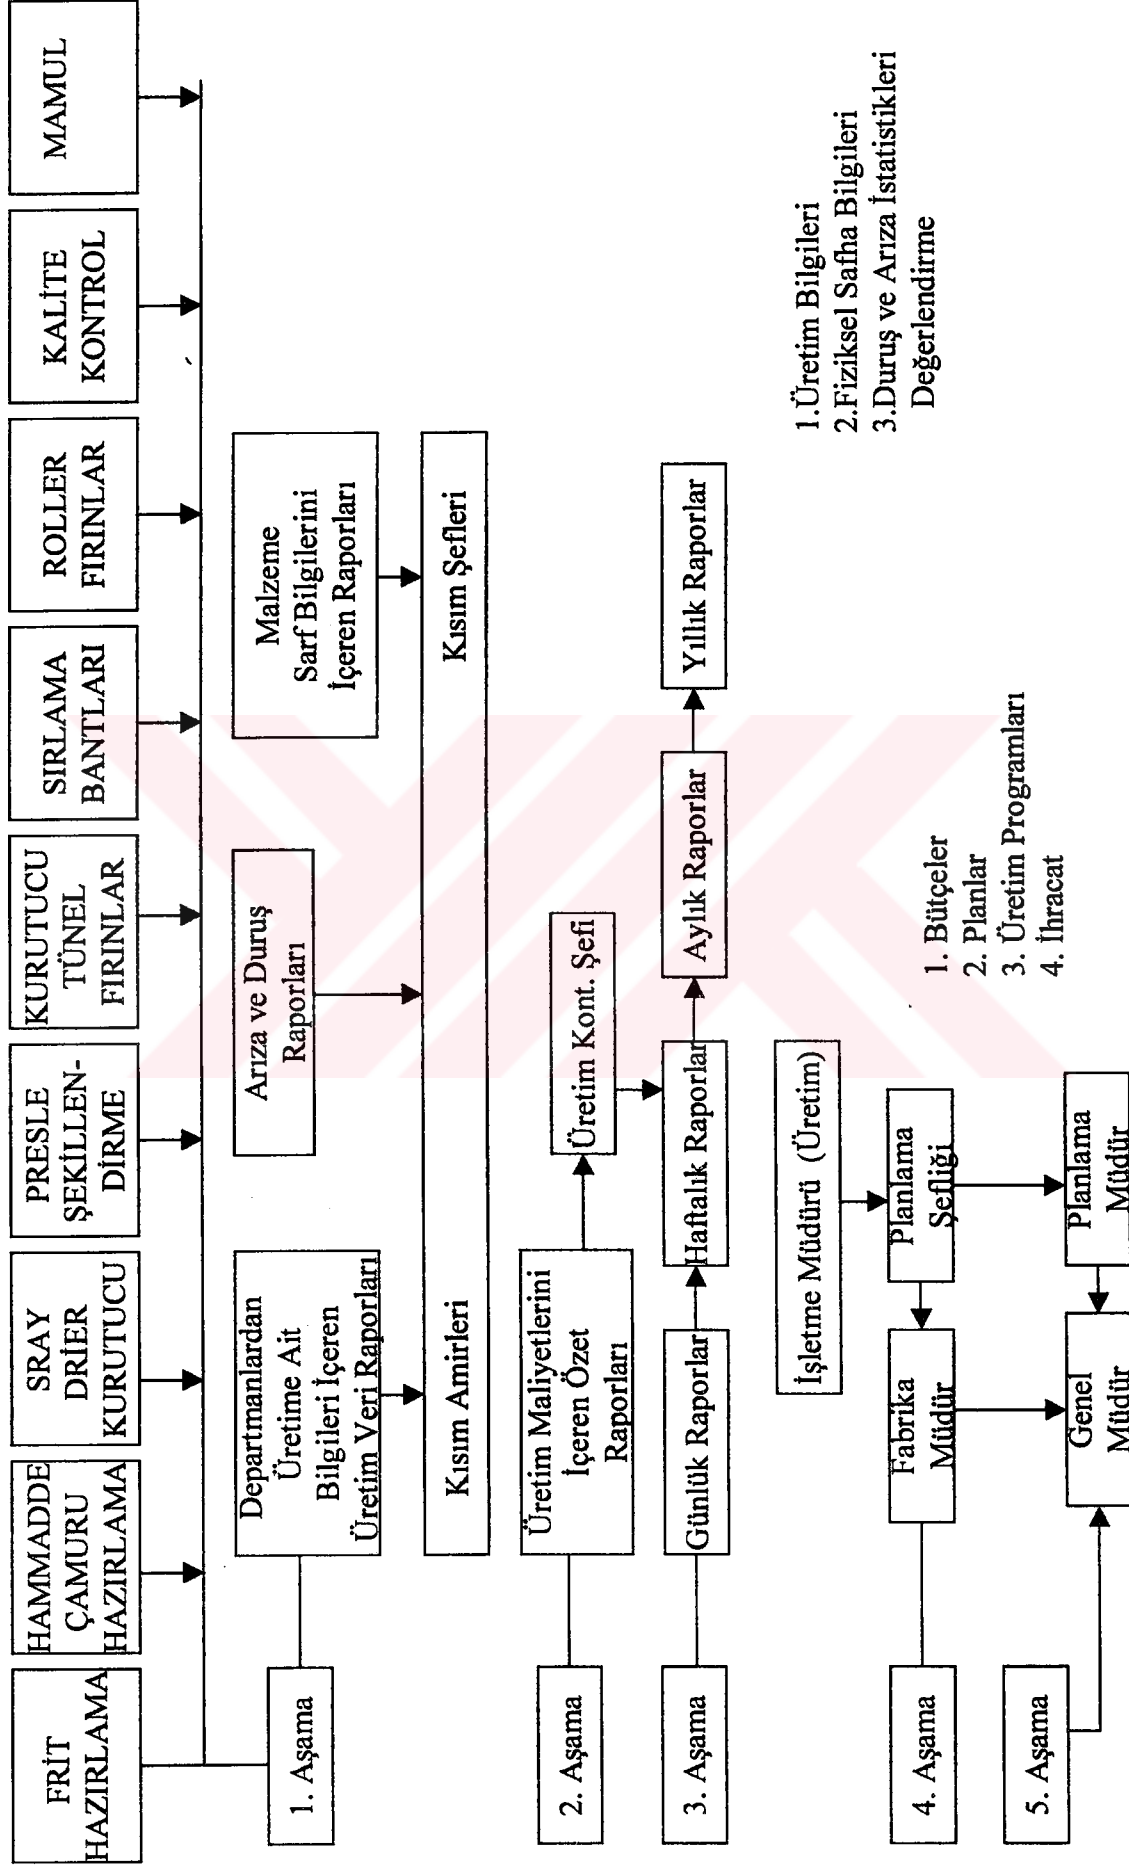 FRİT
HAZIRLAMA
HAMMADDE
ÇAMURU
HAZIRLAMA
SRAY
DRİER
KURUTUCU
PRESLE
ŞEKİLLEN-
DİRME
KURUTUCU
TÜNEL
FIRINLAR
SIRLAMA
BANTLARI
ROLLER
FIRINLAR
KALİTE
KONTROL
MAMUL
1. Aşama
Departmanlardan
Üretime Ait
Bilgileri İçeren
Üretim Veri Raporları
Arıza ve Duruş
Raporları
Malzeme
Sarf Bilgilerini
İçeren Raporları
Kısım Amirleri
Kısım Şefleri
2. Aşama
Üretim Maliyetlerini
İçeren Özet
Raporları
Üretim Kont. Şefi
3. Aşama
Günlük Raporlar
Haftalık Raporlar
Aylık Raporlar
Yıllık Raporlar
İşletme Müdürü (Üretim)
1.Üretim Bilgileri
2.Fiziksel Safha Bilgileri
3.Duruş ve Arıza İstatistikleri
Değerlendirme
4. Aşama
Fabrika
Müdür
Planlama
Şefliği
1. Bütçeler
2. Planlar
3. Üretim Programları
4. İhracat
5. Aşama
Genel
Müdür
Planlama
Müdür